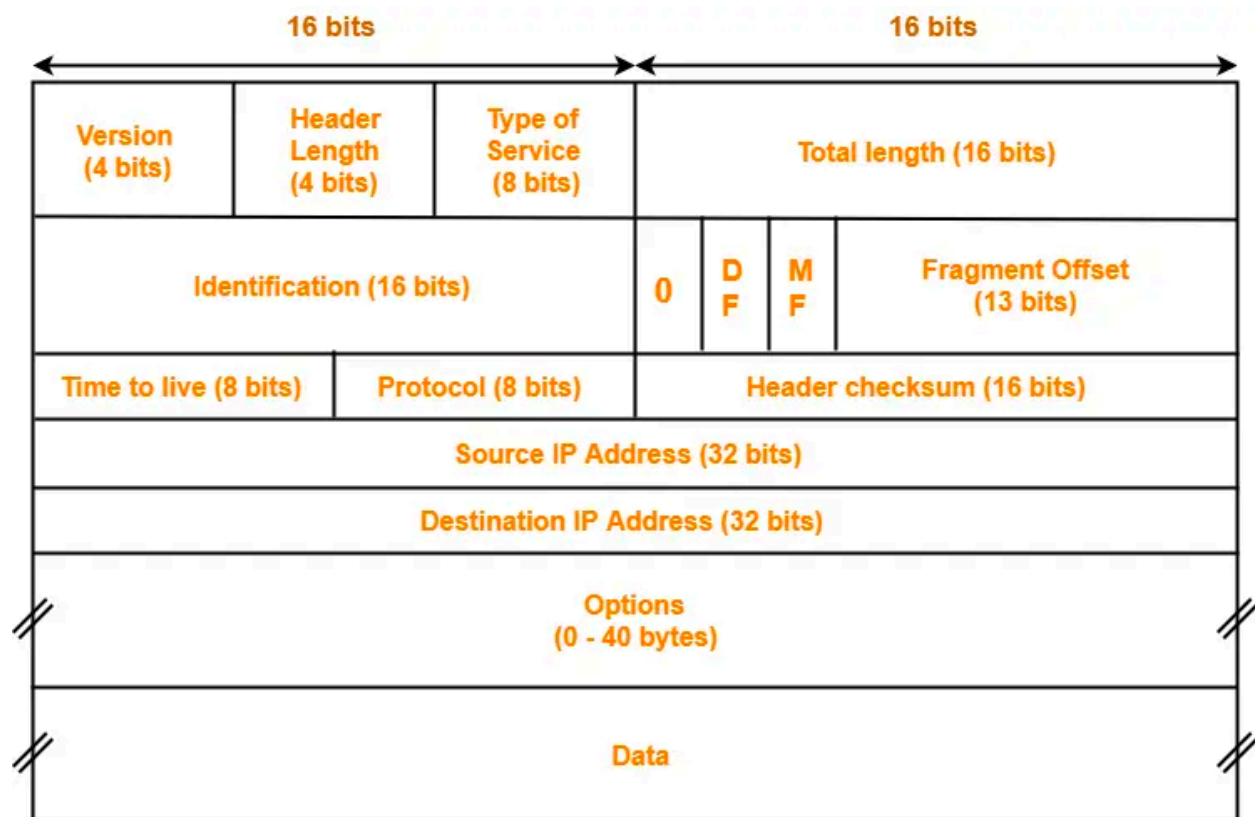 16 bits
16 bits
Version
(4 bits)
Header
Length
(4 bits)
Type of
Service
(8 bits)
Total length (16 bits)
Identification (16 bits)
0
D
F
M
F
Fragment Offset
(13 bits)
Time to live (8 bits)
Protocol (8 bits)
Header checksum (16 bits)
Source IP Address (32 bits)
Destination IP Address (32 bits)
Options
(0 - 40 bytes)
Data